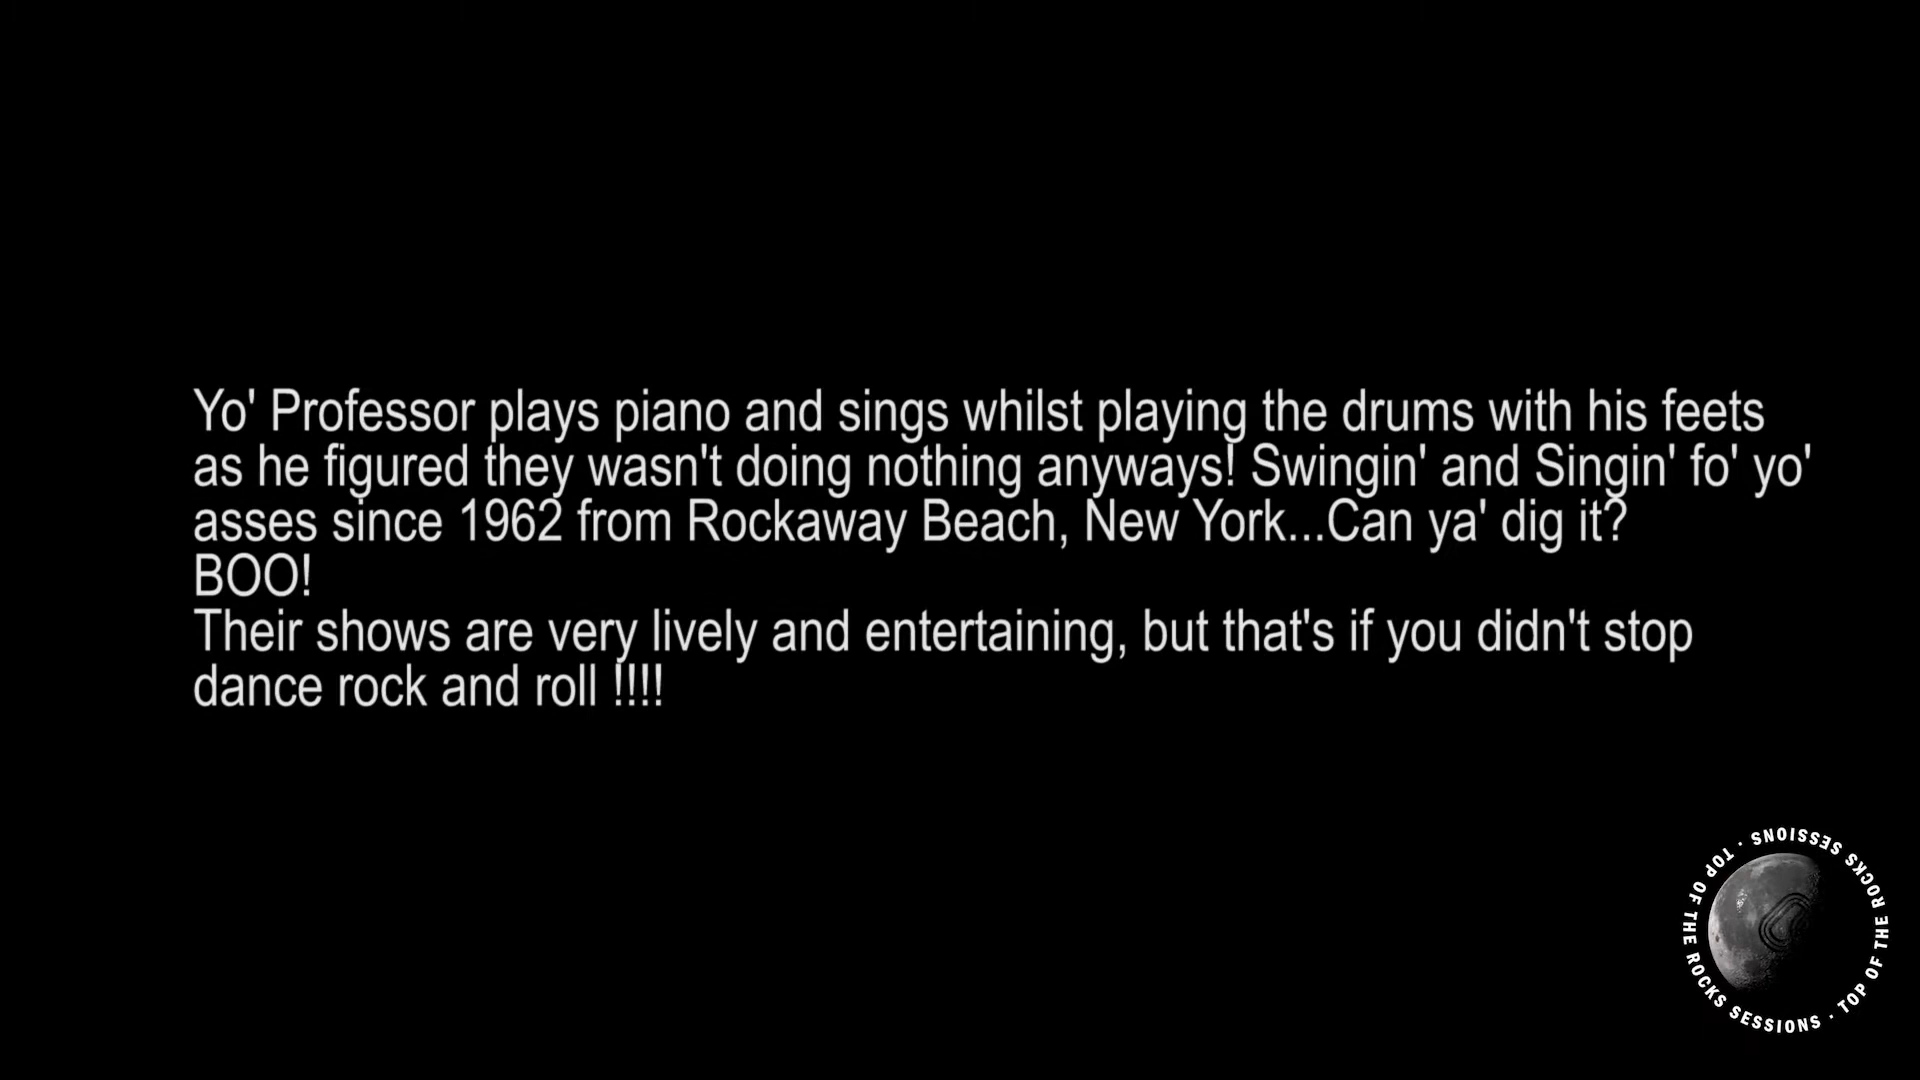 Yo' Professor plays piano and sings whilst playing the drums with his feets
as he figured they wasn't doing nothing anyways! Swingin' and Singin' fo' yo'
asses since 1962 from Rockaway Beach, New York...Can ya' dig it?
BOO!
Their shows are very lively and entertaining, but that's if you didn't stop
dance rock and roll !!!!
TOP OF THE ROCKS SESSIONS · TOP OF THE ROCKS SESSIONS ·